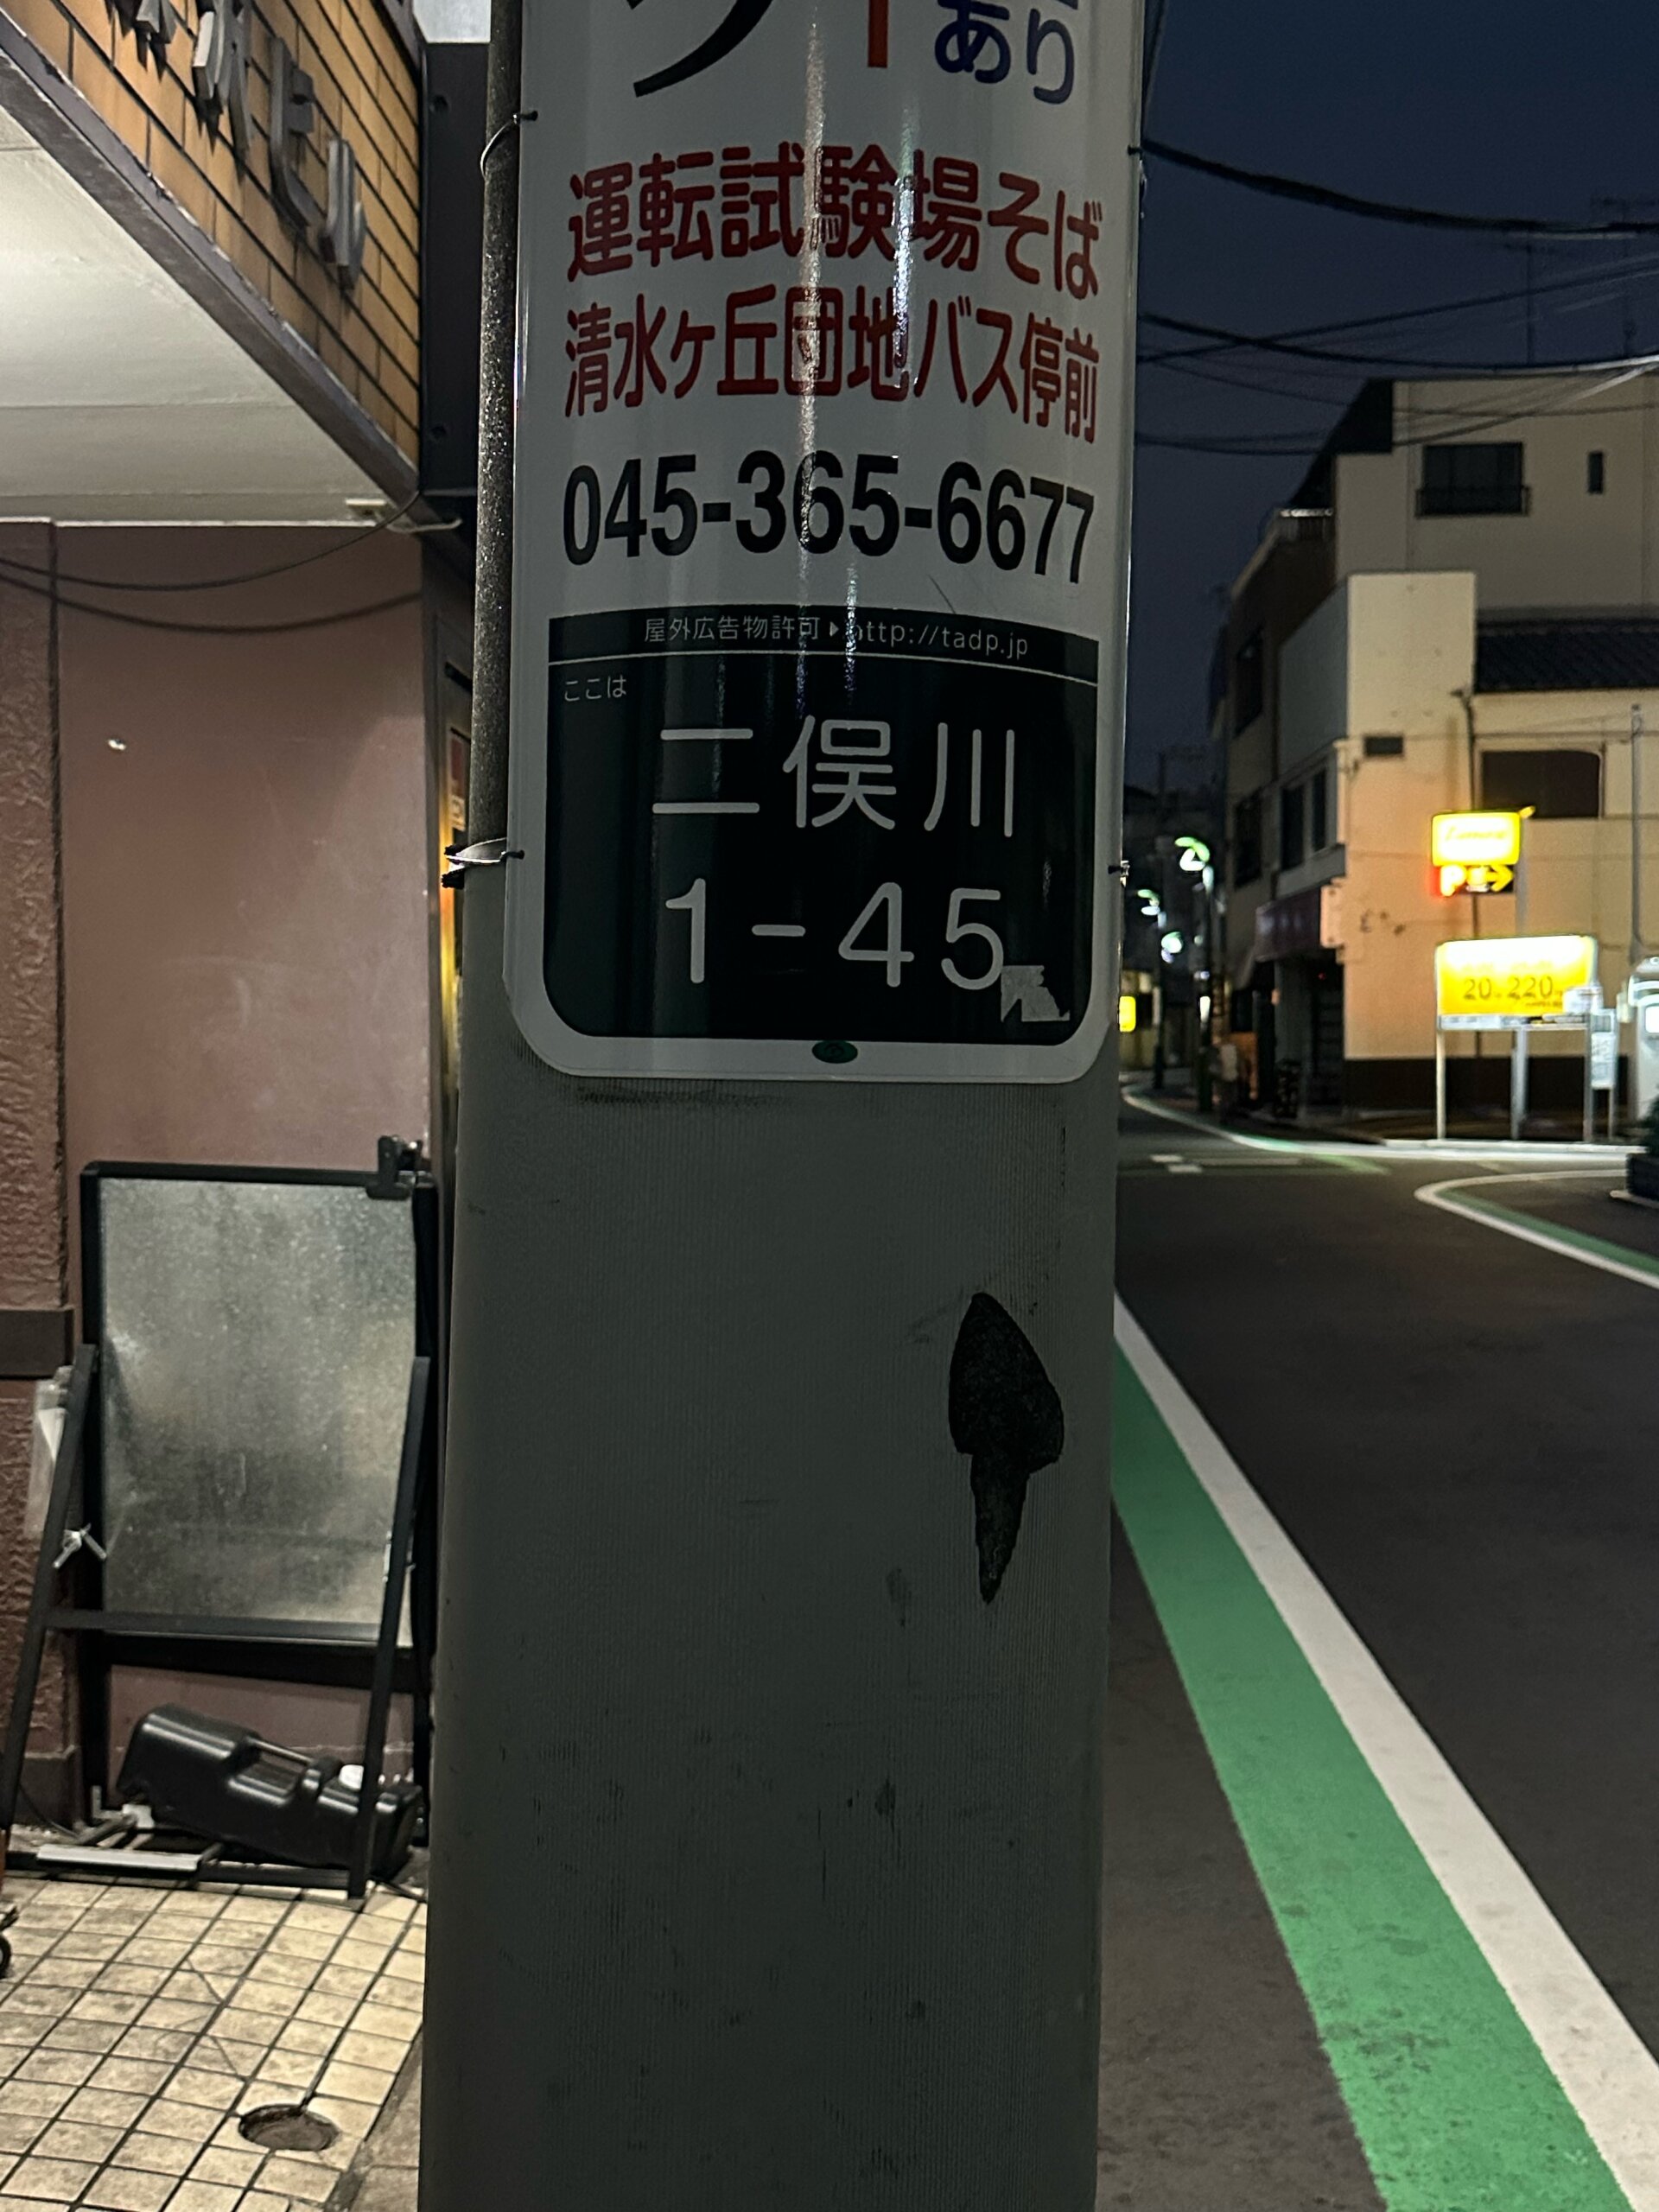 あり
運転試験場そば
清水ヶ丘団地バス停前
045-365-6677
屋外広告物許可▶http://tadp.jp
ここは
二俣川
1-45
P→
20 220